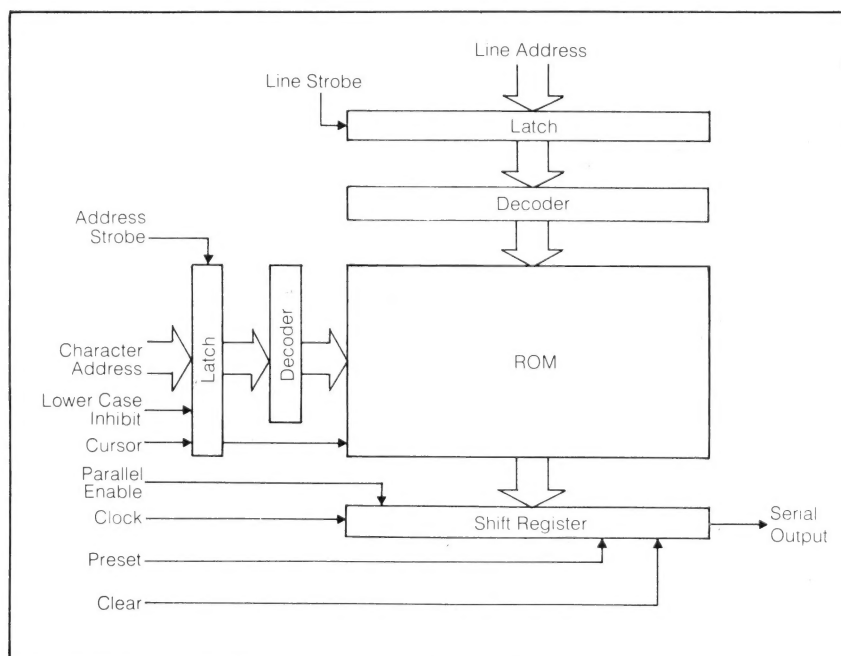 Line Address
Line Strobe
Latch
Decoder
Address
Strobe
Latch
Decoder
ROM
Character
Address
Lower Case
Inhibit
Cursor
Parallel
Enable
Clock
Shift Register
Serial
Output
Preset
Clear